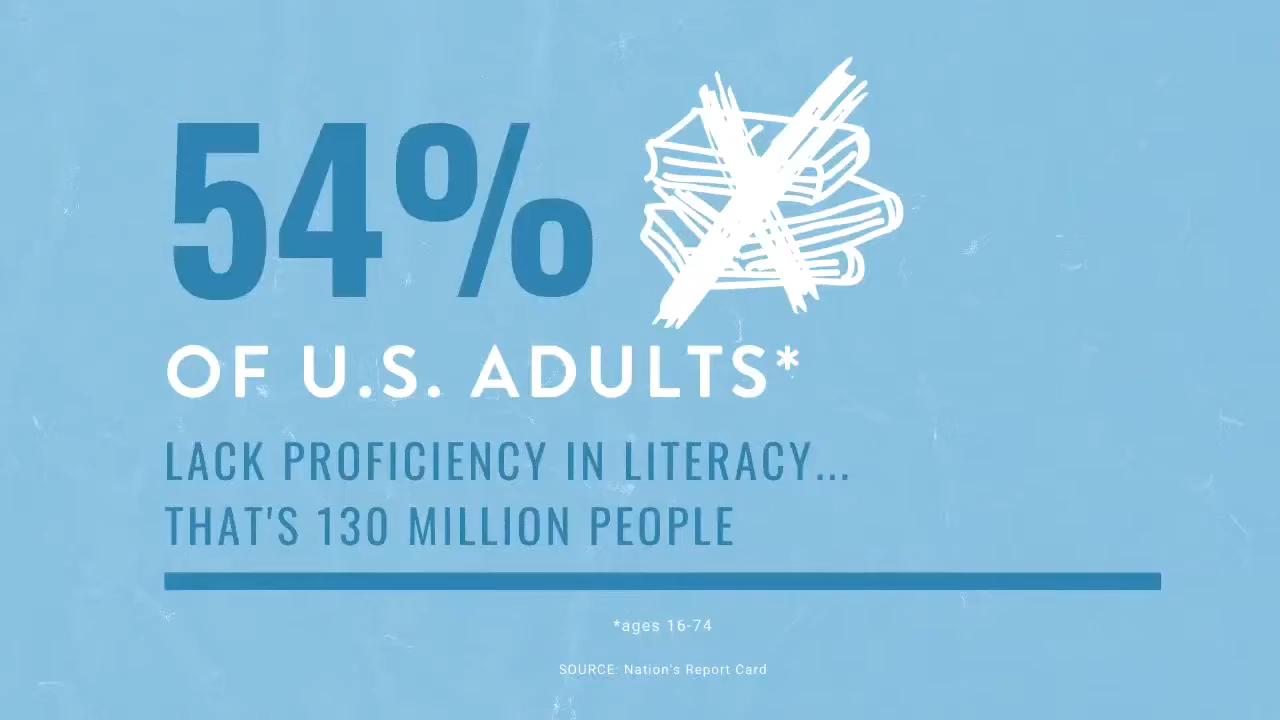 54%
OF U.S. ADULTS*
LACK PROFICIENCY IN LITERACY...
THAT'S 130 MILLION PEOPLE
*ages 16-74
SOURCE: Nation's Report Card